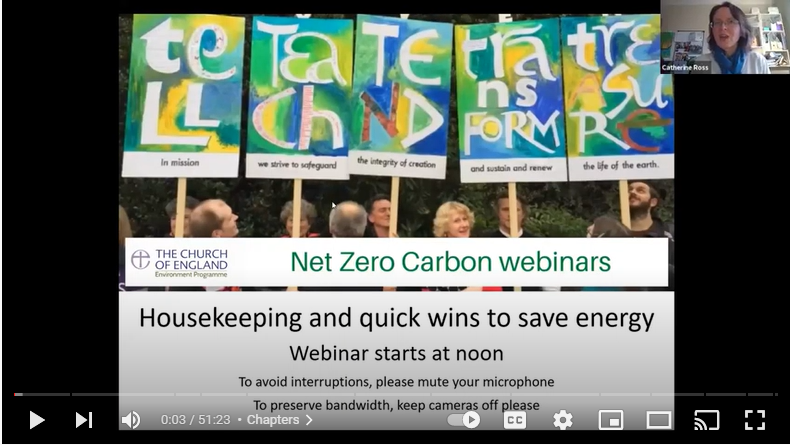 teLL
Teach
TEND
tranSFORM
treaSuRe
In mission
we strive to safeguard
the integrity of creation
and sustain and renew
the life of the earth.
Catherine Ross
THE CHURCH
OF ENGLAND
Environment Programme
Net Zero Carbon webinars
Housekeeping and quick wins to save energy
Webinar starts at noon
To avoid interruptions, please mute your microphone
To preserve bandwidth, keep cameras off please
0:03 / 51:23 • Chapters
CC